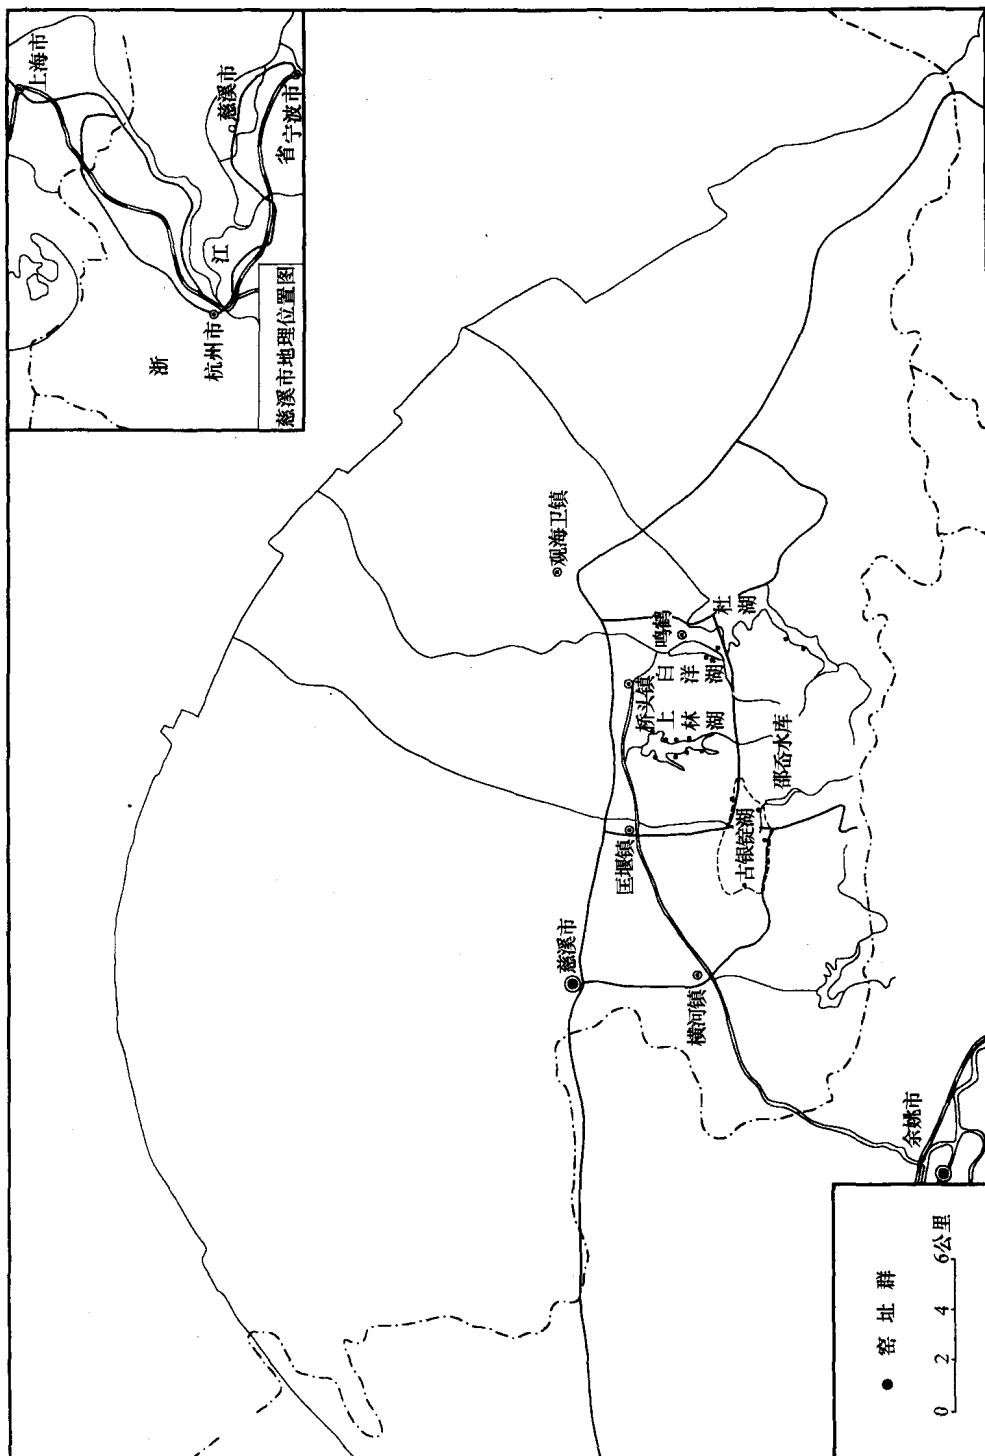 上海市
慈溪市
省宁波市
江
杭州市
浙
慈溪市地理位置图
观海卫镇
鸣鹤
杜湖
白洋湖
桥头镇
上林湖
邵岙水库
匡堰镇
古银锭湖
慈溪市
横河镇
余姚市
● 窑址群
0 2 4 6公里